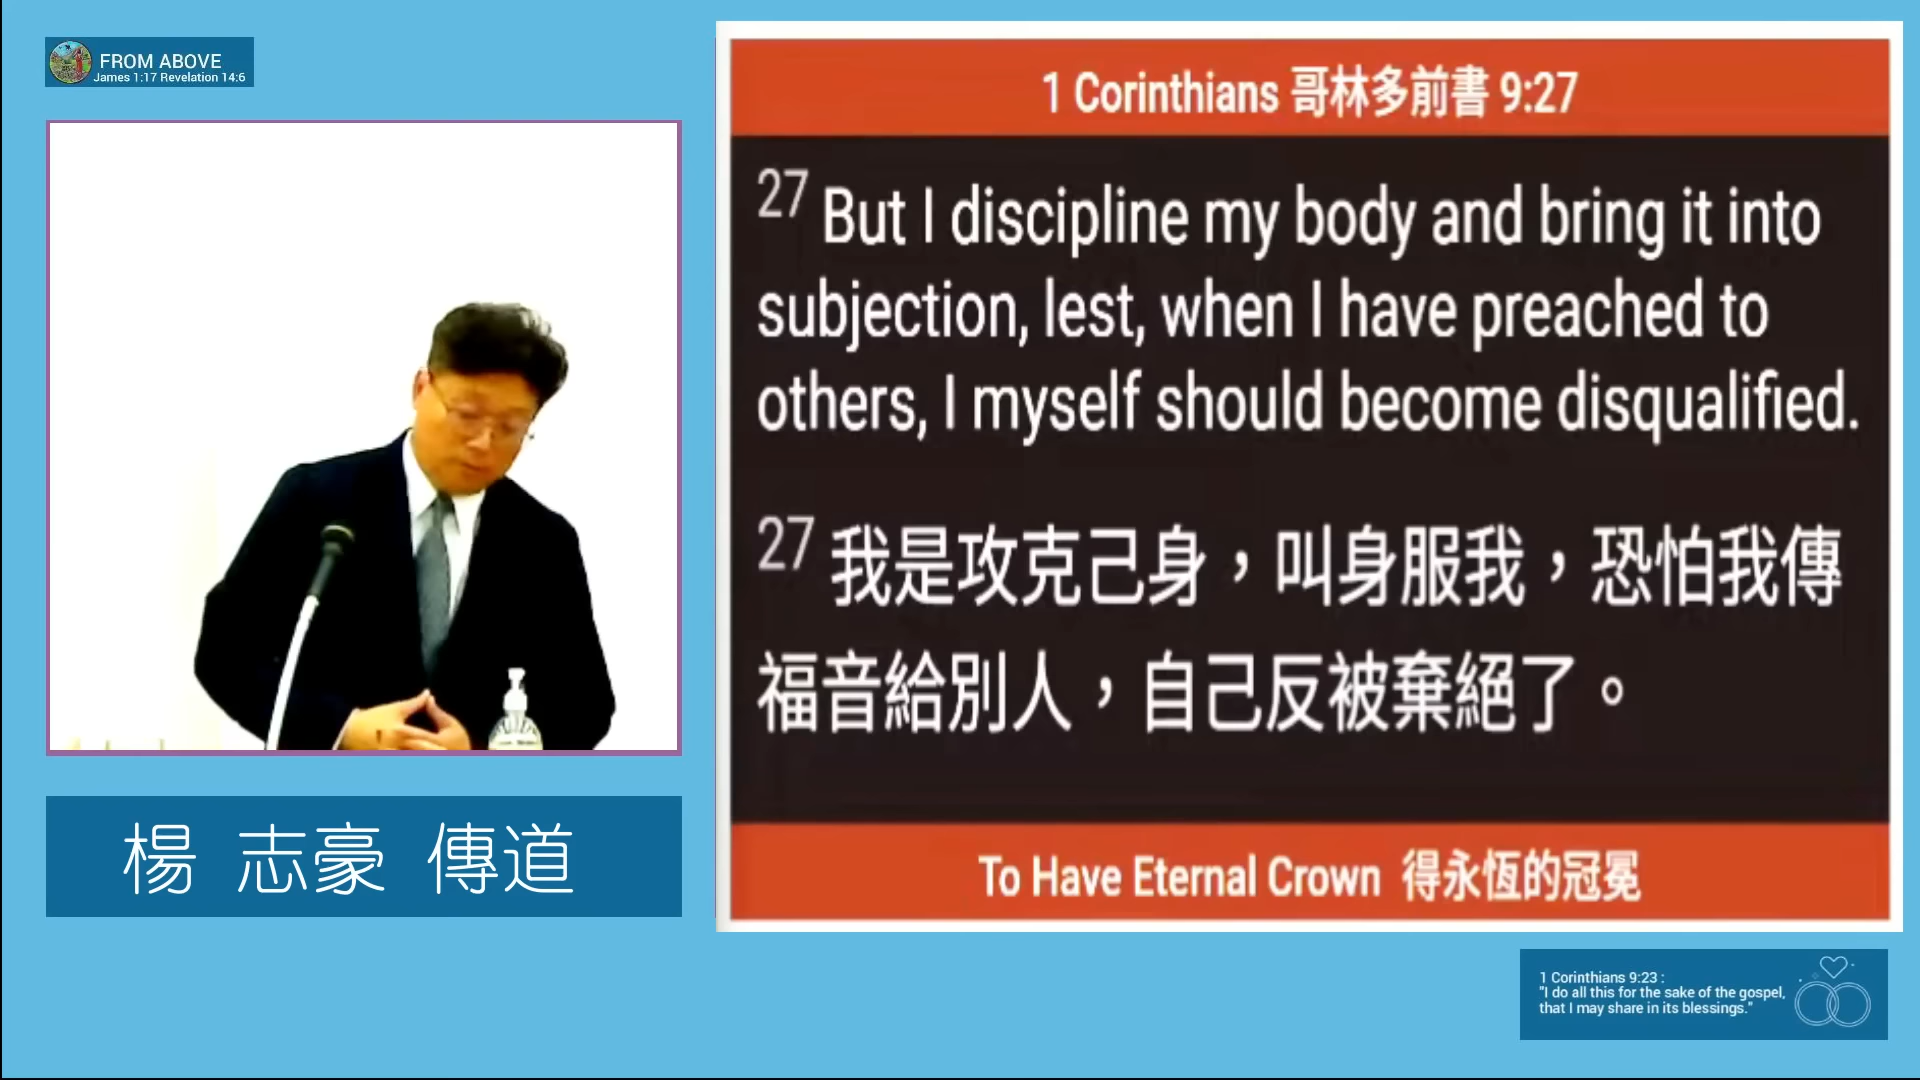 FROM ABOVE
James 1:17 Revelation 14:6
1 Corinthians 哥林多前書 9:27
27 But I discipline my body and bring it into
subjection, lest, when I have preached to
others, I myself should become disqualified.
27 我是攻克己身，叫身服我，恐怕我傳
福音給別人，自己反被棄絕了。
To Have Eternal Crown 得永恆的冠冕
楊 志豪 傳道
1 Corinthians 9:23 :
"I do all this for the sake of the gospel,
that I may share in its blessings."